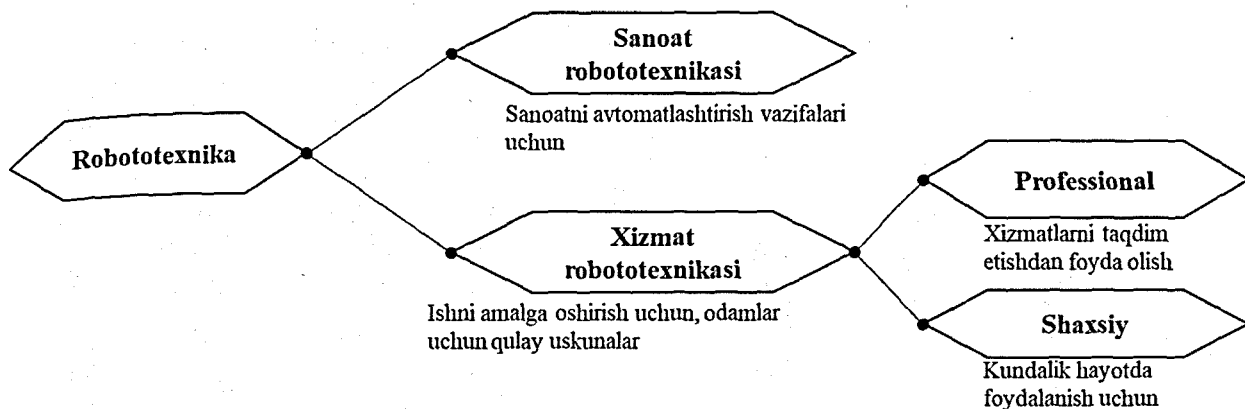 Robototexnika
Sanoat
robototexnikasi
Sanoatni avtomatlashtirish vazifalari
uchun
Xizmat
robototexnikasi
Ishni amalga oshirish uchun, odamlar
uchun qulay uskunalar
Professional
Xizmatlarni taqdim
etishdan foyda olish
Shaxsiy
Kundalik hayotda
foydalanish uchun